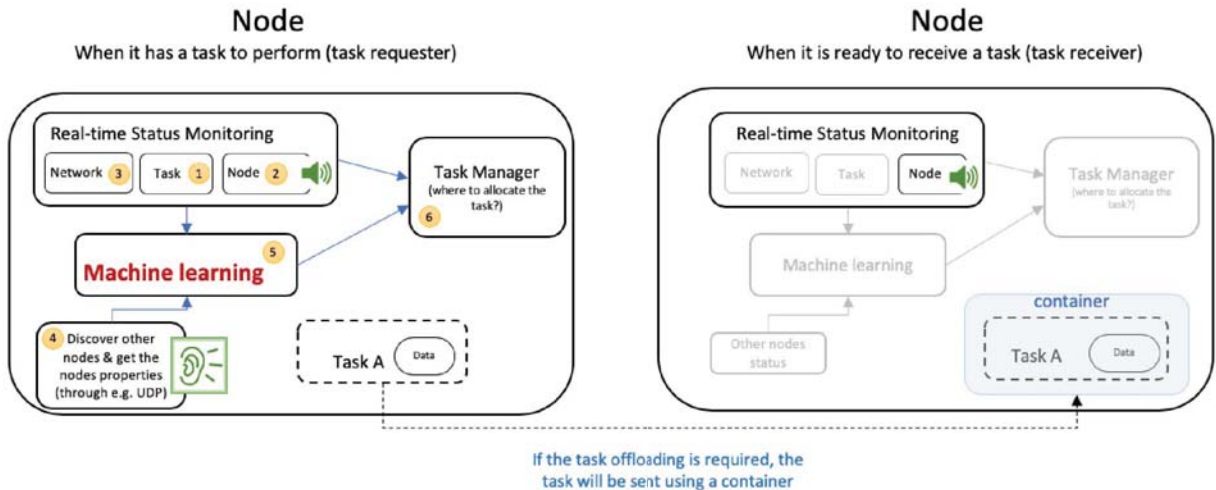 Node
When it has a task to perform (task requester)
Real-time Status Monitoring
Network 3
Task 1
Node 2
Task Manager
(where to allocate the
task?)
6
5
Machine learning
4 Discover other
nodes & get the
nodes properties
(through e.g. UDP)
Task A
Data
Node
When it is ready to receive a task (task receiver)
Real-time Status Monitoring
Network
Task
Node
Task Manager
(where to allocate the
task?)
Machine learning
Other nodes
status
container
Task A
Data
If the task offloading is required, the
task will be sent using a container